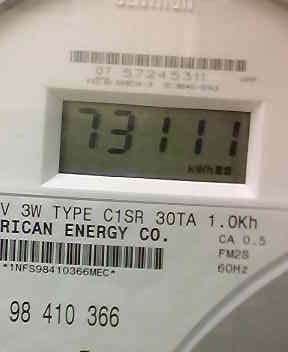 07 57245311
73111
kWhES
V 3W TYPE C1SR 30TA 1.0Kh
RICAN ENERGY CO.
CA 0.5
FM2S
60Hz
*1NFS98410366MEC*
98 410 366